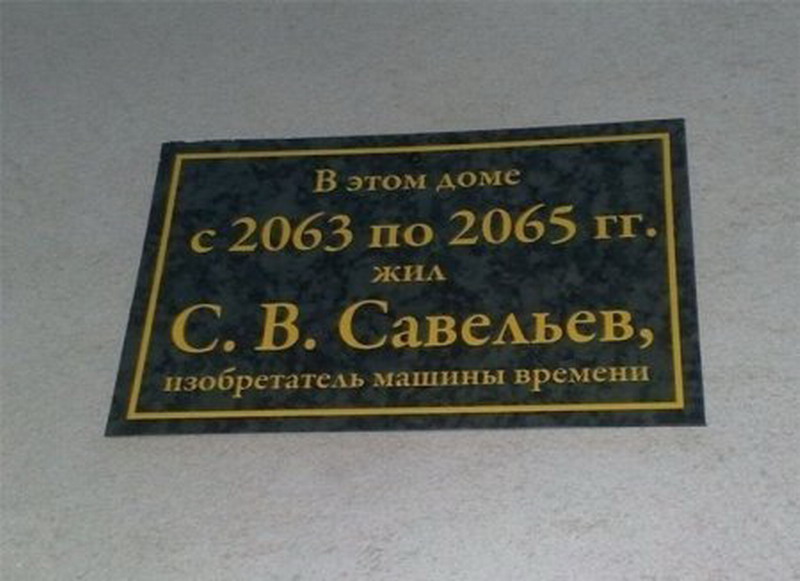 В этом доме
с 2063 по 2065 гг.
жил
С. В. Савельев,
изобретатель машины времени